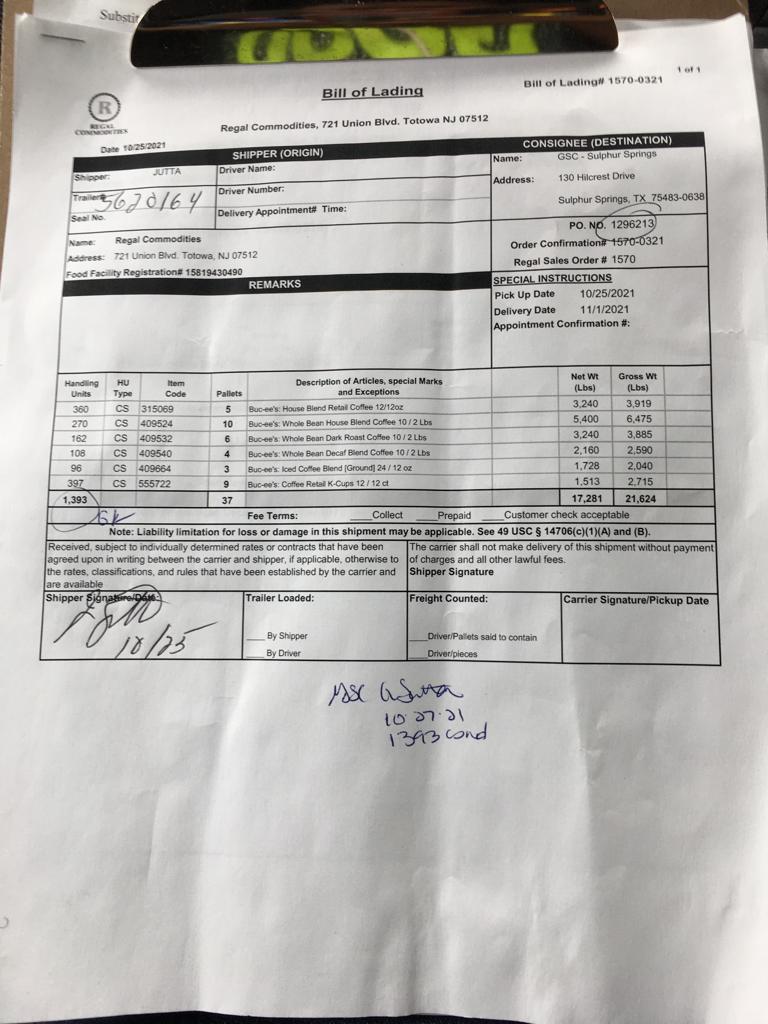 Substit
1 of 1
Bill of Lading
Bill of Lading# 1570-0321
R
REGAL
COMMODITIES
Regal Commodities, 721 Union Blvd. Totowa NJ 07512
Date 10/25/2021
SHIPPER (ORIGIN)
CONSIGNEE (DESTINATION)
Shipper: JUTTA
Driver Name:
Name: GSC - Sulphur Springs
Trailer# 5620164
Driver Number:
Address: 130 Hilcrest Drive
Seal No.
Delivery Appointment# Time:
Sulphur Springs, TX 75483-0638
PO. NO. 1296213
Name: Regal Commodities
Order Confirmation# 1570-0321
Address: 721 Union Blvd. Totowa, NJ 07512
Regal Sales Order # 1570
Food Facility Registration# 15819430490
REMARKS
SPECIAL INSTRUCTIONS
Pick Up Date 10/25/2021
Delivery Date 11/1/2021
Appointment Confirmation #:
Handling Units HU Type Item Code Pallets Description of Articles, special Marks and Exceptions Net Wt (Lbs) Gross Wt (Lbs)
360 CS 315069 5 Buc-ee's: House Blend Retail Coffee 12/12oz 3,240 3,919
270 CS 409524 10 Buc-ee's: Whole Bean House Blend Coffee 10 / 2 Lbs 5,400 6,475
162 CS 409532 6 Buc-ee's: Whole Bean Dark Roast Coffee 10 / 2 Lbs 3,240 3,885
108 CS 409540 4 Buc-ee's: Whole Bean Decaf Blend Coffee 10 / 2 Lbs 2,160 2,590
96 CS 409664 3 Buc-ee's: Iced Coffee Blend [Ground] 24 / 12 oz 1,728 2,040
397 CS 555722 9 Buc-ee's: Coffee Retail K-Cups 12 / 12 ct 1,513 2,715
1,393 37 17,281 21,624
Fee Terms: ____Collect ____Prepaid ____Customer check acceptable
Note: Liability limitation for loss or damage in this shipment may be applicable. See 49 USC § 14706(c)(1)(A) and (B).
Received, subject to individually determined rates or contracts that have been
agreed upon in writing between the carrier and shipper, if applicable, otherwise to
the rates, classifications, and rules that have been established by the carrier and
are available
The carrier shall not make delivery of this shipment without payment
of charges and all other lawful fees.
Shipper Signature
Shipper Signature/Date:
Trailer Loaded:
Freight Counted:
Carrier Signature/Pickup Date
10/25
____By Shipper
____Driver/Pallets said to contain
____By Driver
____Driver/pieces
10-27-21
1393 cond